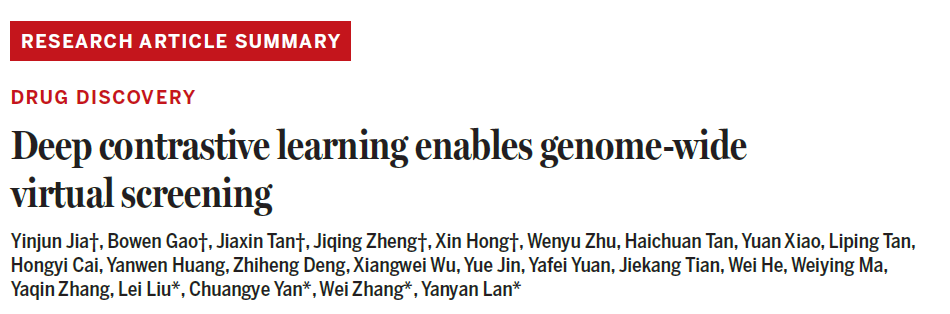 RESEARCH ARTICLE SUMMARY
DRUG DISCOVERY
Deep contrastive learning enables genome-wide
virtual screening
Yinjun Jia†, Bowen Gao†, Jiaxin Tan†, Jiqing Zheng†, Xin Hong†, Wenyu Zhu, Haichuan Tan, Yuan Xiao, Liping Tan,
Hongyi Cai, Yanwen Huang, Zhiheng Deng, Xiangwei Wu, Yue Jin, Yafei Yuan, Jiekang Tian, Wei He, Weiying Ma,
Yaqin Zhang, Lei Liu*, Chuangye Yan*, Wei Zhang*, Yanyan Lan*